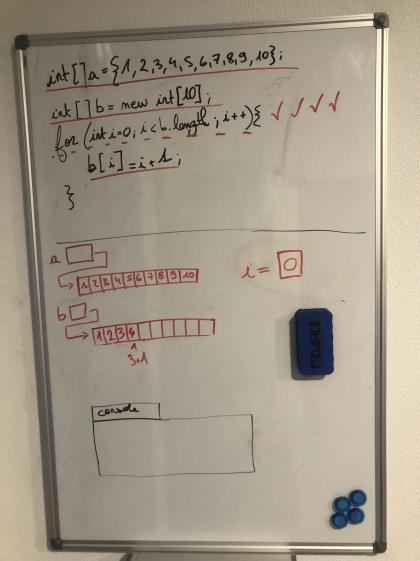 int[] a = {1,2,3,4,5,6,7,8,9,10};
int[] b = new int[10];
for (int i=0; i<b.length; i++){ ✓ ✓ ✓ ✓
b[i] = i+1;
}
a
1 2 3 4 5 6 7 8 9 10
i = 0
b
1 2 3 4
3+1
DAHLE
console